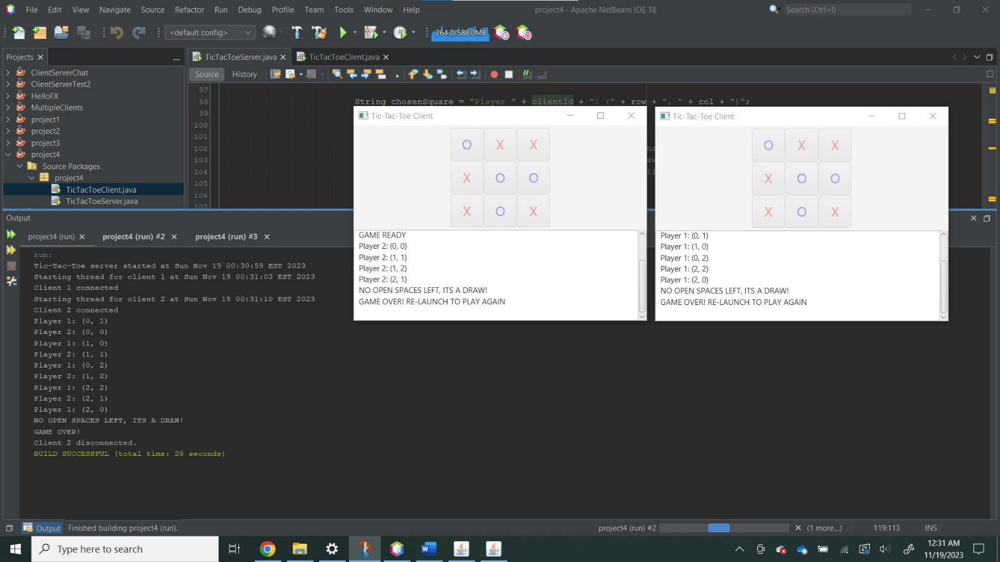 File Edit View Navigate Source Refactor Run Debug Profile Team Tools Window Help
project4 - Apache NetBeans IDE 18
Search (Ctrl+I)
<default config>
264.0/588.0MB
Projects
TicTacToeServer.java
TicTacToeClient.java
Source History
ClientServerChat
ClientServerTest2
HelloFX
MultipleClients
project1
project2
project3
project4
Source Packages
project4
TicTacToeClient.java
TicTacToeServer.java
97
98 String chosenSquare = "Player " + clientId + ": (" + row + ", " + col + ")";
99
100
101
102
103
104
105
106
107
Tic-Tac-Toe Client
O X X
X O O
X O X
GAME READY
Player 2: (0, 0)
Player 2: (1, 1)
Player 2: (1, 2)
Player 2: (2, 1)
NO OPEN SPACES LEFT, ITS A DRAW!
GAME OVER! RE-LAUNCH TO PLAY AGAIN
Tic-Tac-Toe Client
O X X
X O O
X O X
Player 1: (0, 1)
Player 1: (1, 0)
Player 1: (0, 2)
Player 1: (2, 2)
Player 1: (2, 0)
NO OPEN SPACES LEFT, ITS A DRAW!
GAME OVER! RE-LAUNCH TO PLAY AGAIN
Output
project4 (run) project4 (run) #2 project4 (run) #3
run:
Tic-Tac-Toe server started at Sun Nov 19 00:30:59 EST 2023
Starting thread for client 1 at Sun Nov 19 00:31:03 EST 2023
Client 1 connected
Starting thread for client 2 at Sun Nov 19 00:31:10 EST 2023
Client 2 connected
Player 1: (0, 1)
Player 2: (0, 0)
Player 1: (1, 0)
Player 2: (1, 1)
Player 1: (0, 2)
Player 2: (1, 2)
Player 1: (2, 2)
Player 2: (2, 1)
Player 1: (2, 0)
NO OPEN SPACES LEFT, ITS A DRAW!
GAME OVER!
Client 2 disconnected.
BUILD SUCCESSFUL (total time: 28 seconds)
Output
Finished building project4 (run).
project4 (run) #2
(1 more...)
119:113
INS
Type here to search
12:31 AM
11/19/2023